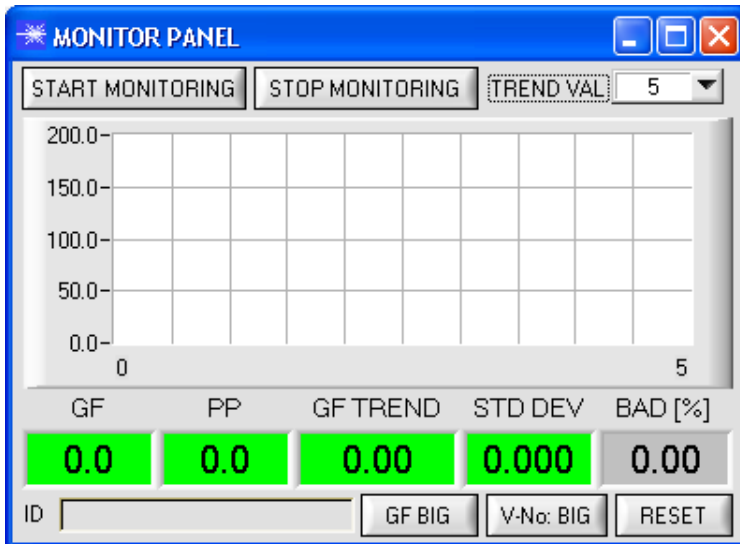 MONITOR PANEL
START MONITORING STOP MONITORING TREND VAL 5
200.0
150.0
100.0
50.0
0.0
0 5
GF PP GF TREND STD DEV BAD [%]
0.0 0.0 0.00 0.000 0.00
ID GF BIG V-No: BIG RESET